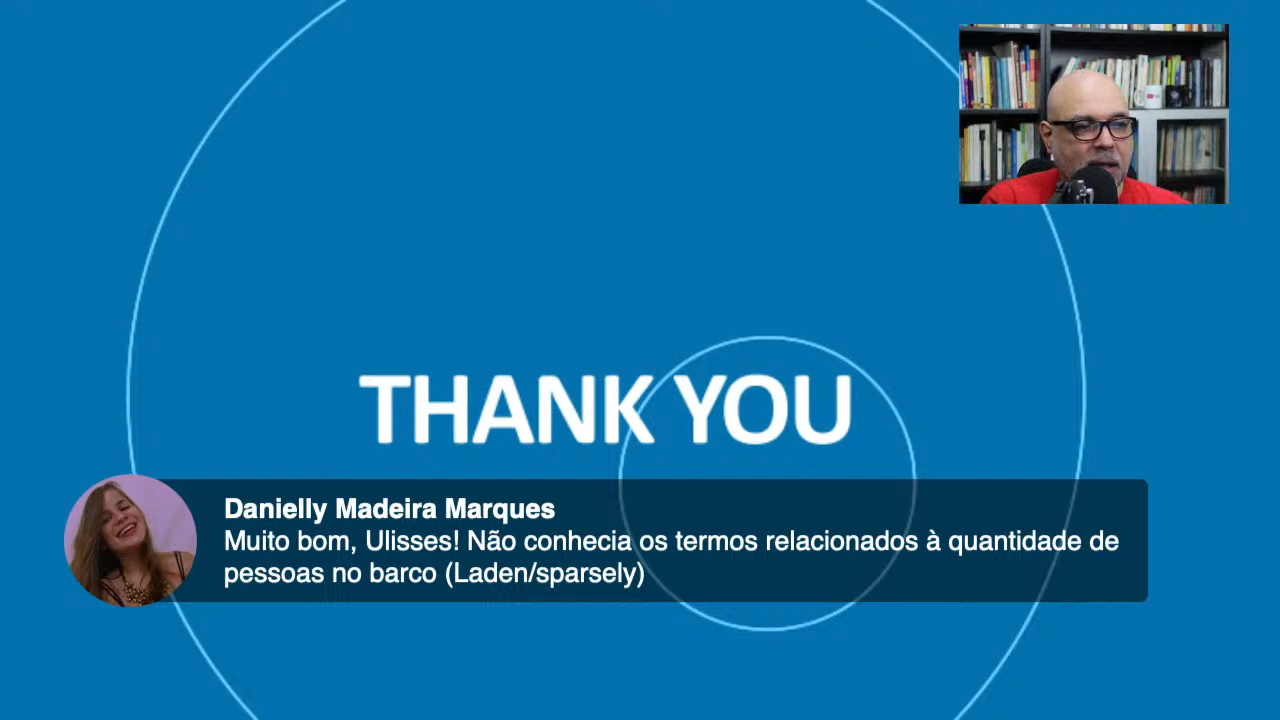 THANK YOU
Danielly Madeira Marques
Muito bom, Ulisses! Não conhecia os termos relacionados à quantidade de
pessoas no barco (Laden/sparsely)